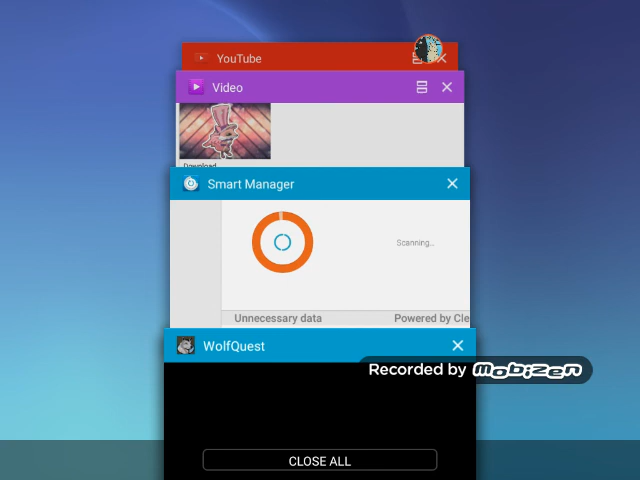 YouTube
Video
Download
Smart Manager
Scanning...
Unnecessary data
Powered by Cle
WolfQuest
Recorded by Mobizen
CLOSE ALL